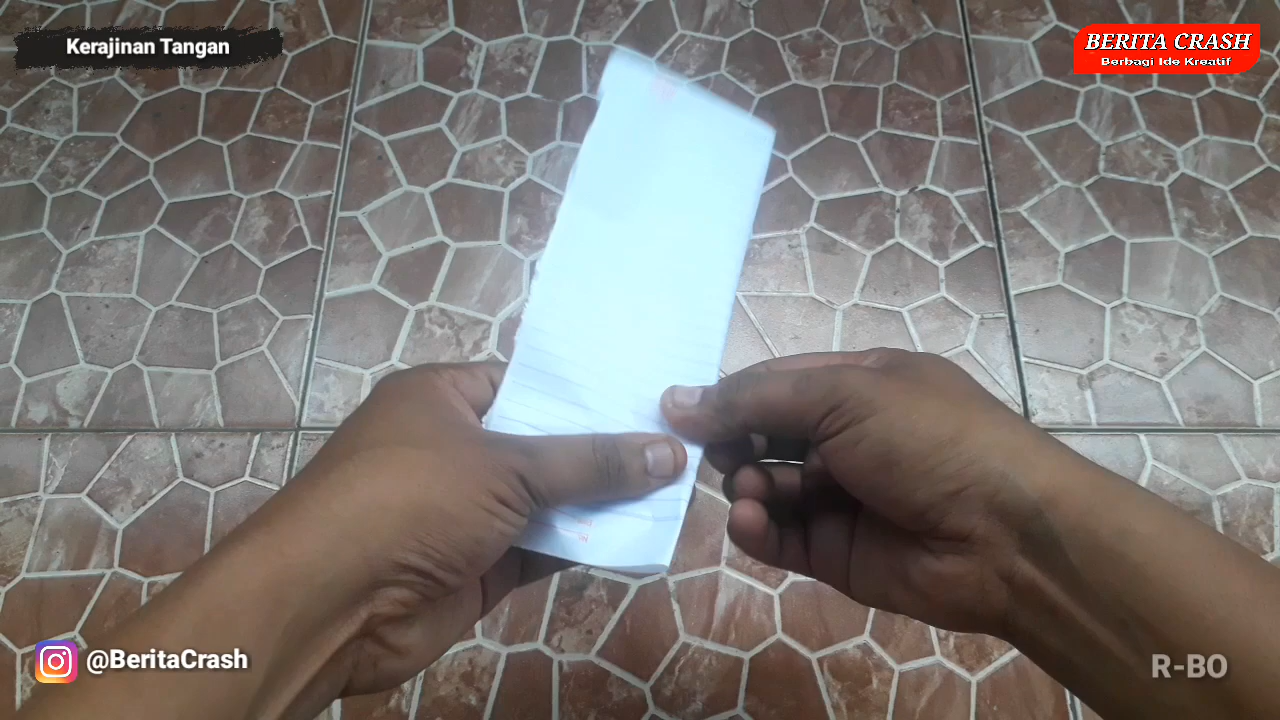 Kerajinan Tangan
BERITA CRASH
Berbagi Ide Kreatif
@BeritaCrash
R-BO